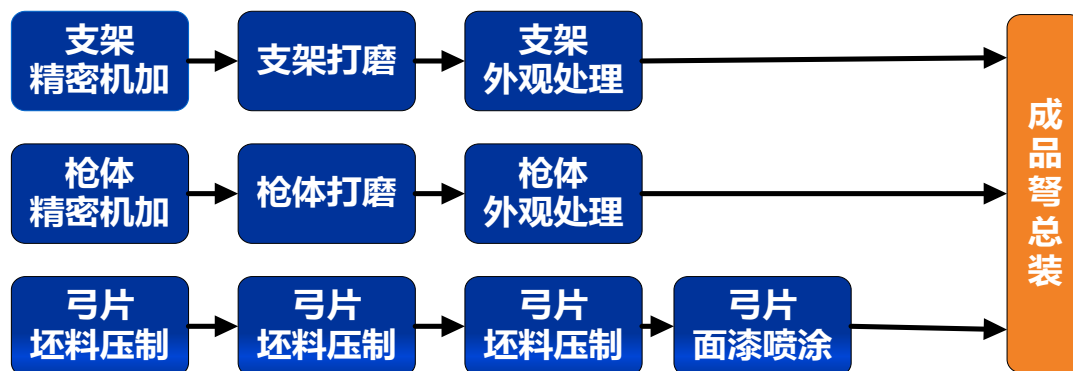 支架
精密机加
支架打磨
支架
外观处理
枪体
精密机加
枪体打磨
枪体
外观处理
弓片
坯料压制
弓片
坯料压制
弓片
坯料压制
弓片
面漆喷涂
成品弩总装